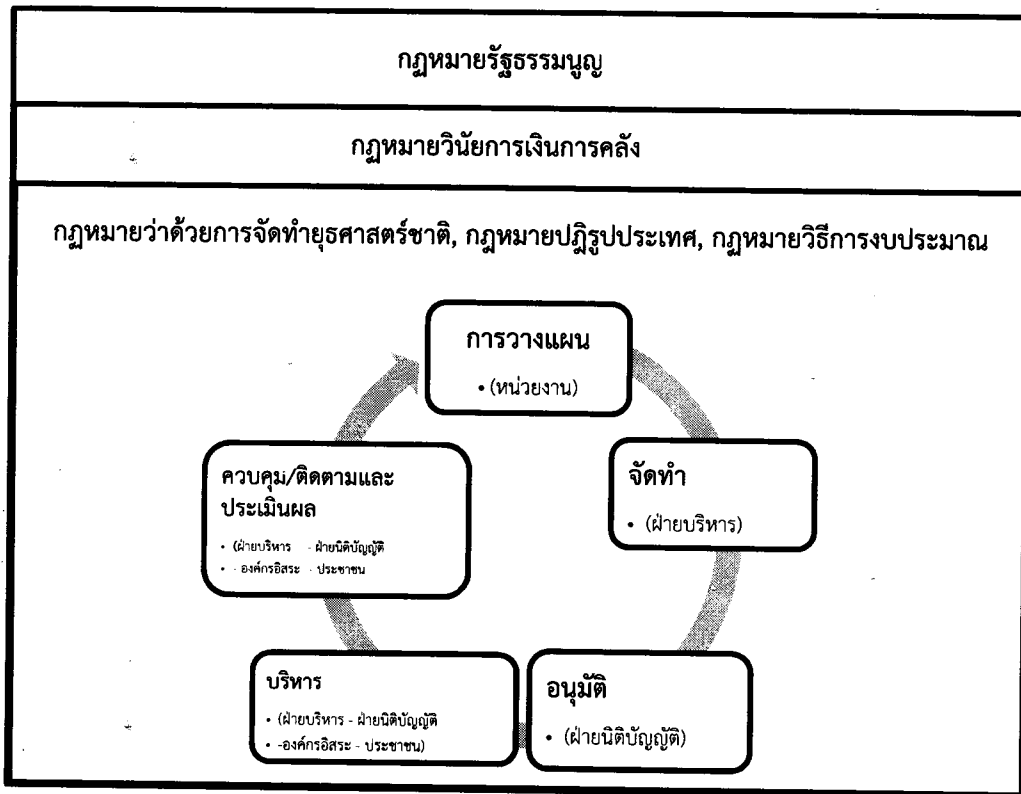 กฎหมายรัฐธรรมนูญ
กฎหมายวินัยการเงินการคลัง
กฎหมายว่าด้วยการจัดทำยุธศาสตร์ชาติ, กฎหมายปฎิรูปประเทศ, กฎหมายวิธีการงบประมาณ
การวางแผน
• (หน่วยงาน)
จัดทำ
• (ฝ่ายบริหาร)
อนุมัติ
• (ฝ่ายนิติบัญญัติ)
บริหาร
• (ฝ่ายบริหาร - ฝ่ายนิติบัญญัติ
• -องค์กรอิสระ - ประชาชน)
ควบคุม/ติดตามและ
ประเมินผล
• (ฝ่ายบริหาร - ฝ่ายนิติบัญญัติ
• - องค์กรอิสระ - ประชาชน